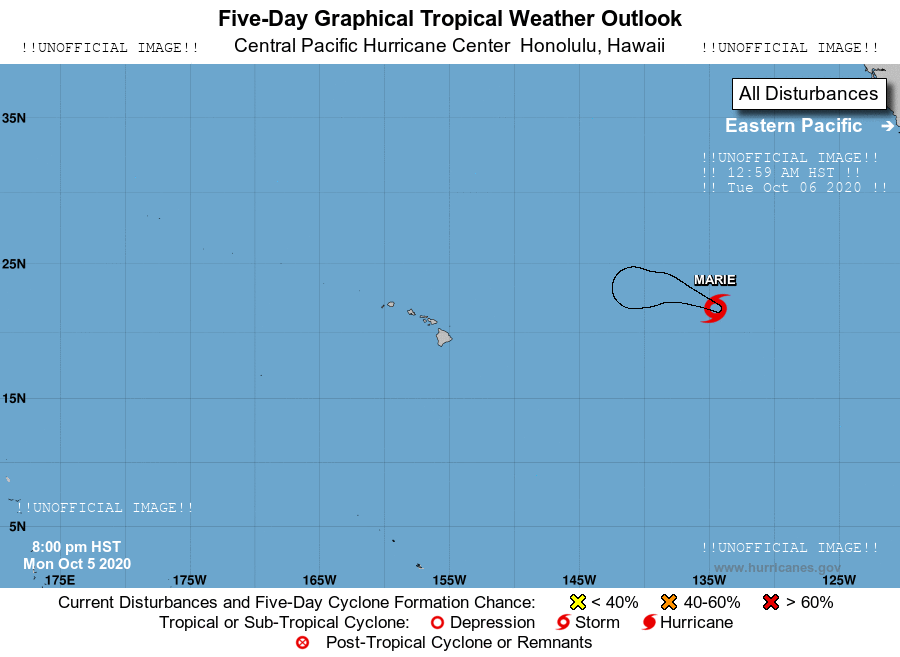 Five-Day Graphical Tropical Weather Outlook
!!UNOFFICIAL IMAGE!! Central Pacific Hurricane Center Honolulu, Hawaii !!UNOFFICIAL IMAGE!!
All Disturbances
35N
Eastern Pacific →
!!UNOFFICIAL IMAGE!!
!! 12:59 AM HST !!
!! Tue Oct 06 2020 !!
25N
MARIE
15N
!!UNOFFICIAL IMAGE!!
5N
8:00 pm HST
Mon Oct 5 2020
!!UNOFFICIAL IMAGE!!
www.hurricanes.gov
175E 175W 165W 155W 145W 135W 125W
Current Disturbances and Five-Day Cyclone Formation Chance: < 40% 40-60% > 60%
Tropical or Sub-Tropical Cyclone: Depression Storm Hurricane
Post-Tropical Cyclone or Remnants